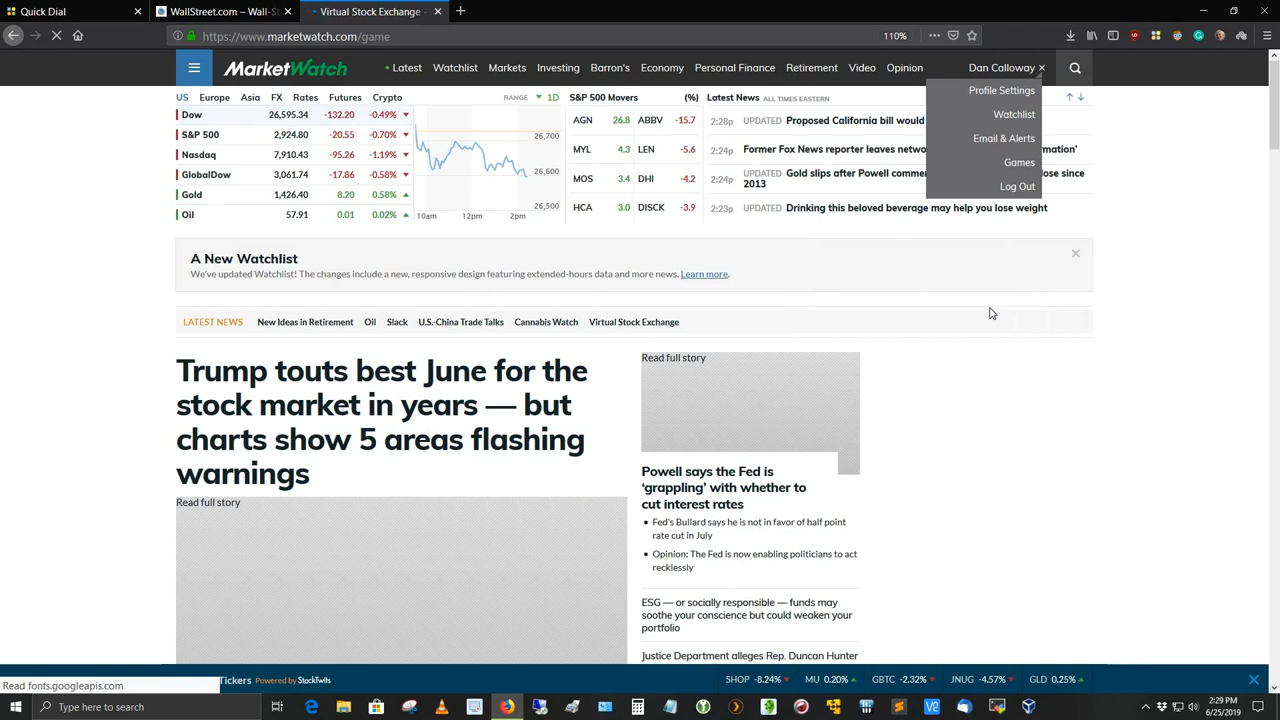 Quick Dial
WallStreet.com — Wall-S
Virtual Stock Exchange -
https://www.marketwatch.com/game
110%
MarketWatch
Latest Watchlist Markets Investing Barron's Economy Personal Finance Retirement Video Opinion
Dan Calloway
Profile Settings
Watchlist
Email & Alerts
Games
Log Out
US Europe Asia FX Rates Futures Crypto
RANGE 1D
Dow 26,595.34 -132.20 -0.49%
S&P 500 2,924.80 -20.55 -0.70%
Nasdaq 7,910.43 -95.26 -1.19%
GlobalDow 3,061.74 -17.86 -0.58%
Gold 1,426.40 8.20 0.58%
Oil 57.91 0.01 0.02%
26,700
26,600
26,500
10am 12pm 2pm
S&P 500 Movers (%)
AGN 26.8 ABBV -15.7
MYL 4.3 LEN -5.6
MOS 3.4 DHI -4.2
HCA 3.0 DISCK -3.9
Latest News ALL TIMES EASTERN
2:28p UPDATED Proposed California bill would
2:24p Former Fox News reporter leaves netwo
formation'
2:24p UPDATED Gold slips after Powell comme
lose since
2013
2:23p UPDATED Drinking this beloved beverage may help you lose weight
A New Watchlist
We've updated Watchlist! The changes include a new, responsive design featuring extended-hours data and more news. Learn more.
LATEST NEWS New Ideas in Retirement Oil Slack U.S.-China Trade Talks Cannabis Watch Virtual Stock Exchange
Trump touts best June for the
stock market in years — but
charts show 5 areas flashing
warnings
Read full story
Read full story
Powell says the Fed is
‘grappling’ with whether to
cut interest rates
• Fed's Bullard says he is not in favor of half point
rate cut in July
• Opinion: The Fed is now enabling politicians to act
recklessly
ESG — or socially responsible — funds may
soothe your conscience but could weaken your
portfolio
Justice Department alleges Rep. Duncan Hunter
Read fonts.googleapis.com
Tickers Powered by StockTwits
SHOP -8.24% MU 0.20% GBTC -2.32% JNUG -4.57% GLD 0.25%
Type here to search
2:29 PM
6/25/2019